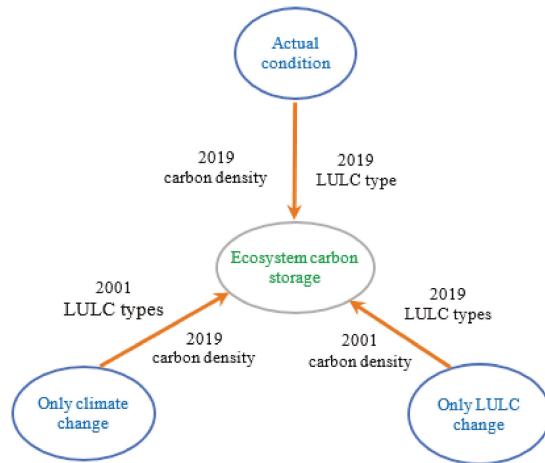 Actual
condition
2019
carbon density
2019
LULC type
Ecosystem carbon
storage
2001
LULC types
2019
carbon density
2019
LULC types
2001
carbon density
Only climate
change
Only LULC
change